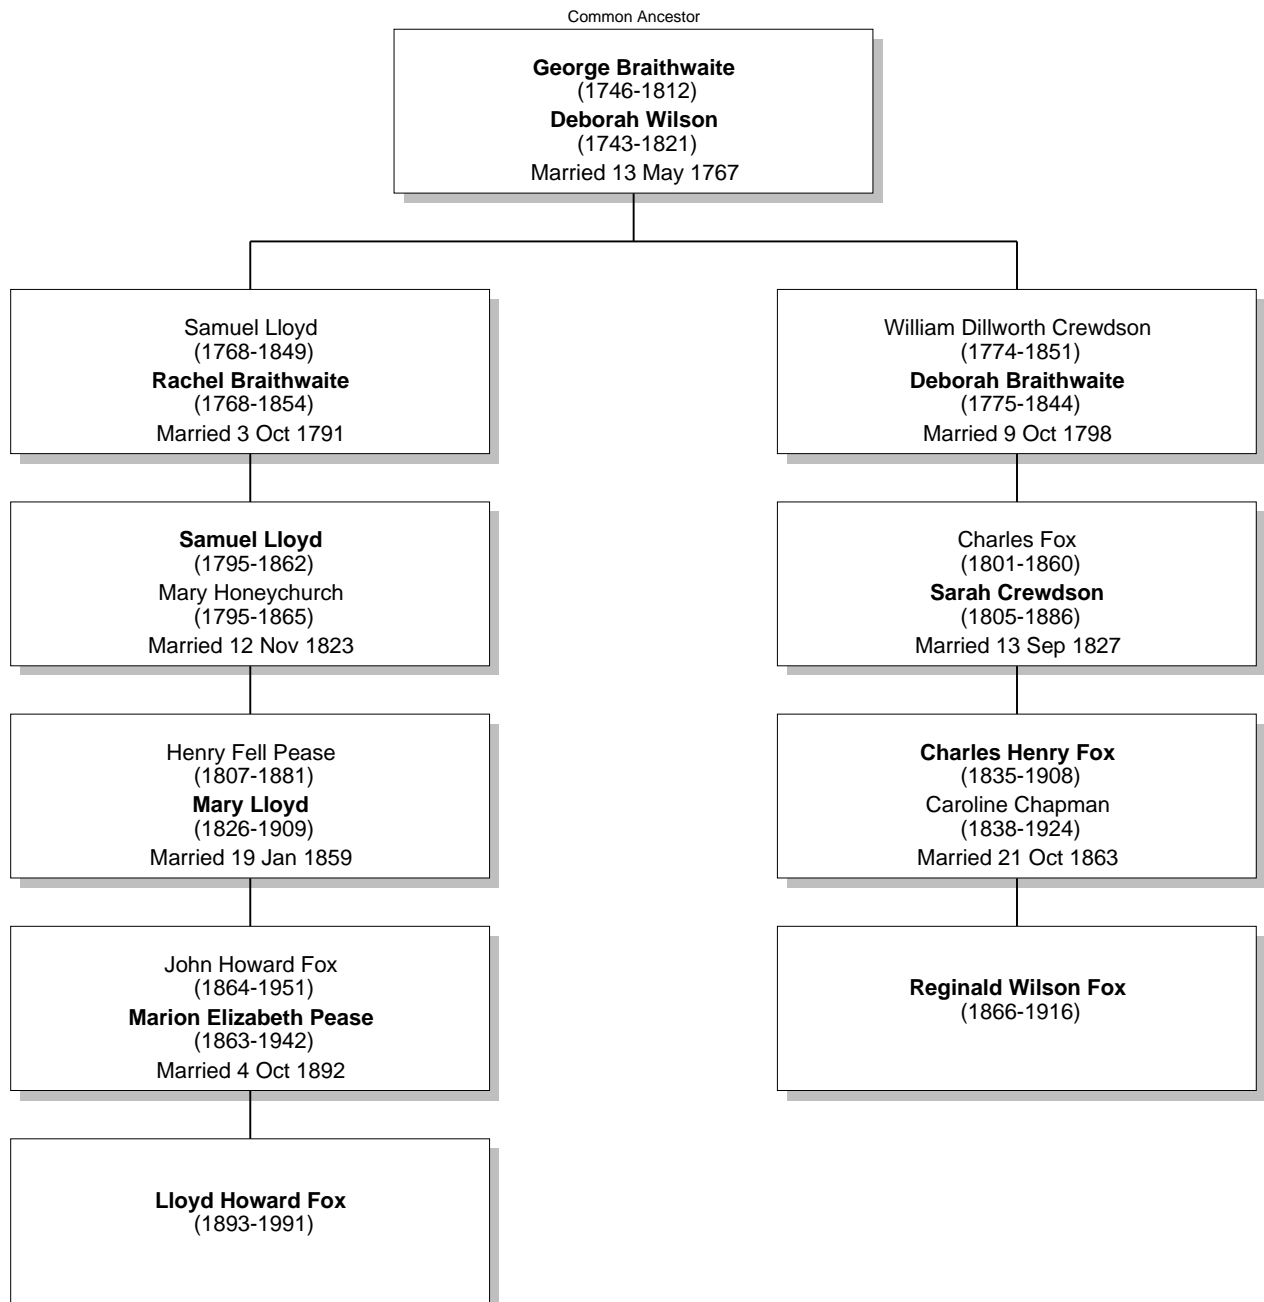 Common Ancestor
George Braithwaite
(1746-1812)
Deborah Wilson
(1743-1821)
Married 13 May 1767
Samuel Lloyd
(1768-1849)
Rachel Braithwaite
(1768-1854)
Married 3 Oct 1791
William Dillworth Crewdson
(1774-1851)
Deborah Braithwaite
(1775-1844)
Married 9 Oct 1798
Samuel Lloyd
(1795-1862)
Mary Honeychurch
(1795-1865)
Married 12 Nov 1823
Charles Fox
(1801-1860)
Sarah Crewdson
(1805-1886)
Married 13 Sep 1827
Henry Fell Pease
(1807-1881)
Mary Lloyd
(1826-1909)
Married 19 Jan 1859
Charles Henry Fox
(1835-1908)
Caroline Chapman
(1838-1924)
Married 21 Oct 1863
John Howard Fox
(1864-1951)
Marion Elizabeth Pease
(1863-1942)
Married 4 Oct 1892
Reginald Wilson Fox
(1866-1916)
Lloyd Howard Fox
(1893-1991)